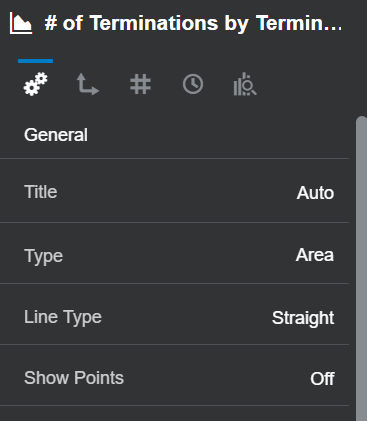 # of Terminations by Termin...
General
Title Auto
Type Area
Line Type Straight
Show Points Off